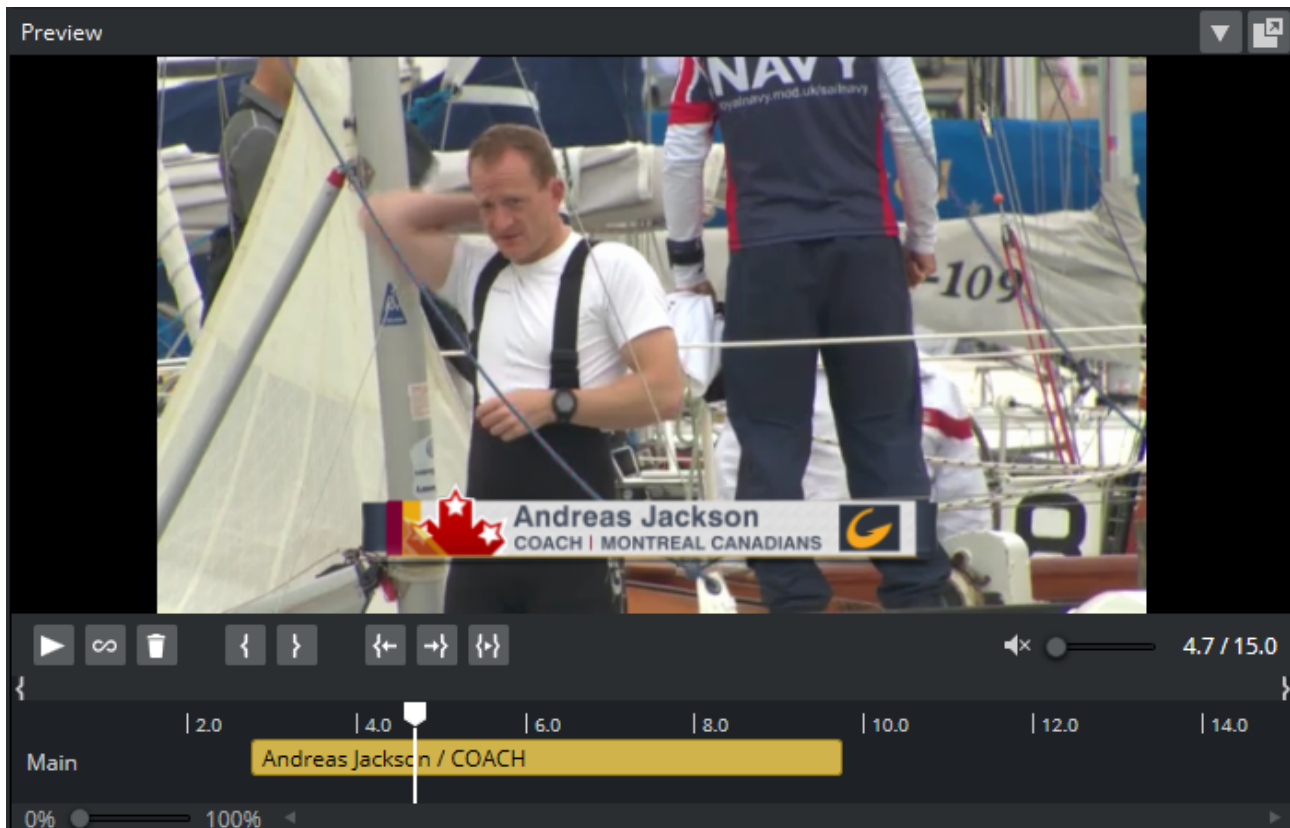 Preview
NAVY
royalnavy.mod.uk/sailnavy
-109
Andreas Jackson
COACH | MONTREAL CANADIANS
8
4.7 / 15.0
2.0 4.0 6.0 8.0 10.0 12.0 14.0
Main
Andreas Jackson / COACH
0% 100%